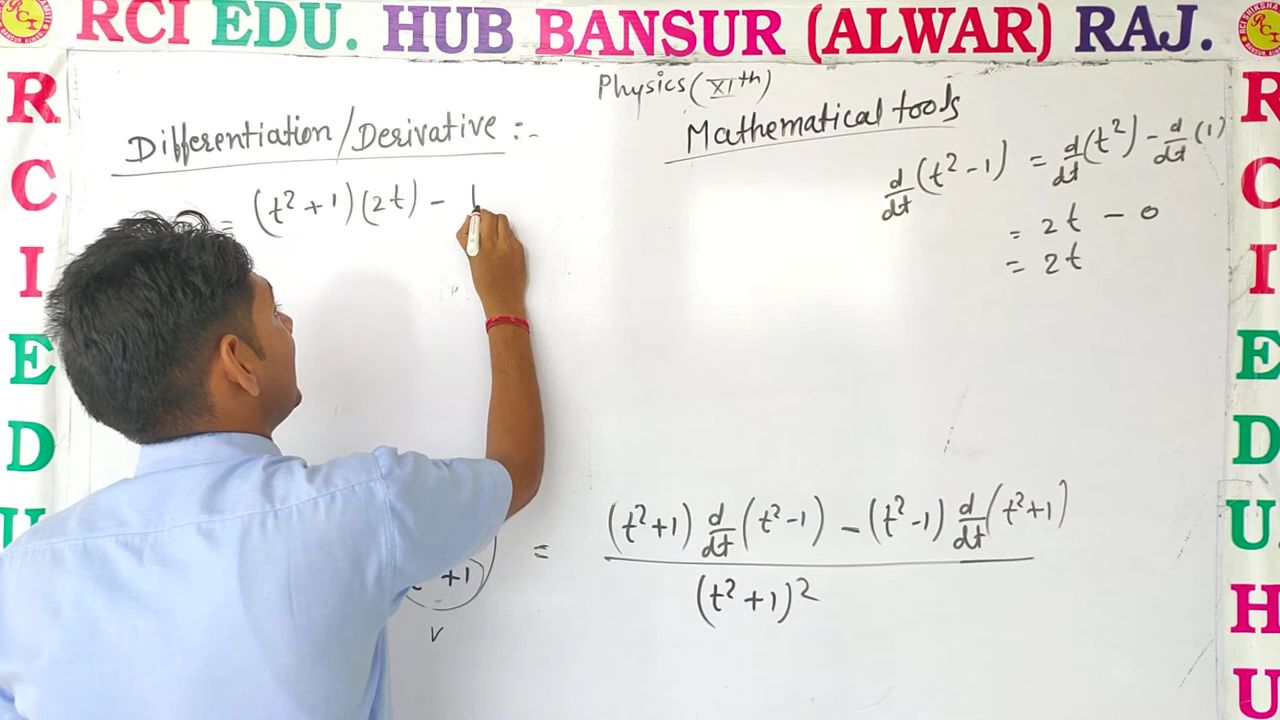 RCI EDU. HUB BANSUR (ALWAR) RAJ.
R
C
I
E
D
U
R
C
I
E
D
U.
H
U
Physics (XIth)
Mathematical tools
Differentiation/Derivative :-
= (t² + 1) (2t) -
d/dt (t² - 1) = d/dt (t²) - d/dt (1)
= 2t - 0
= 2t
+1
v
= (t² + 1) d/dt (t² - 1) - (t² - 1) d/dt (t² + 1)
(t² + 1)²